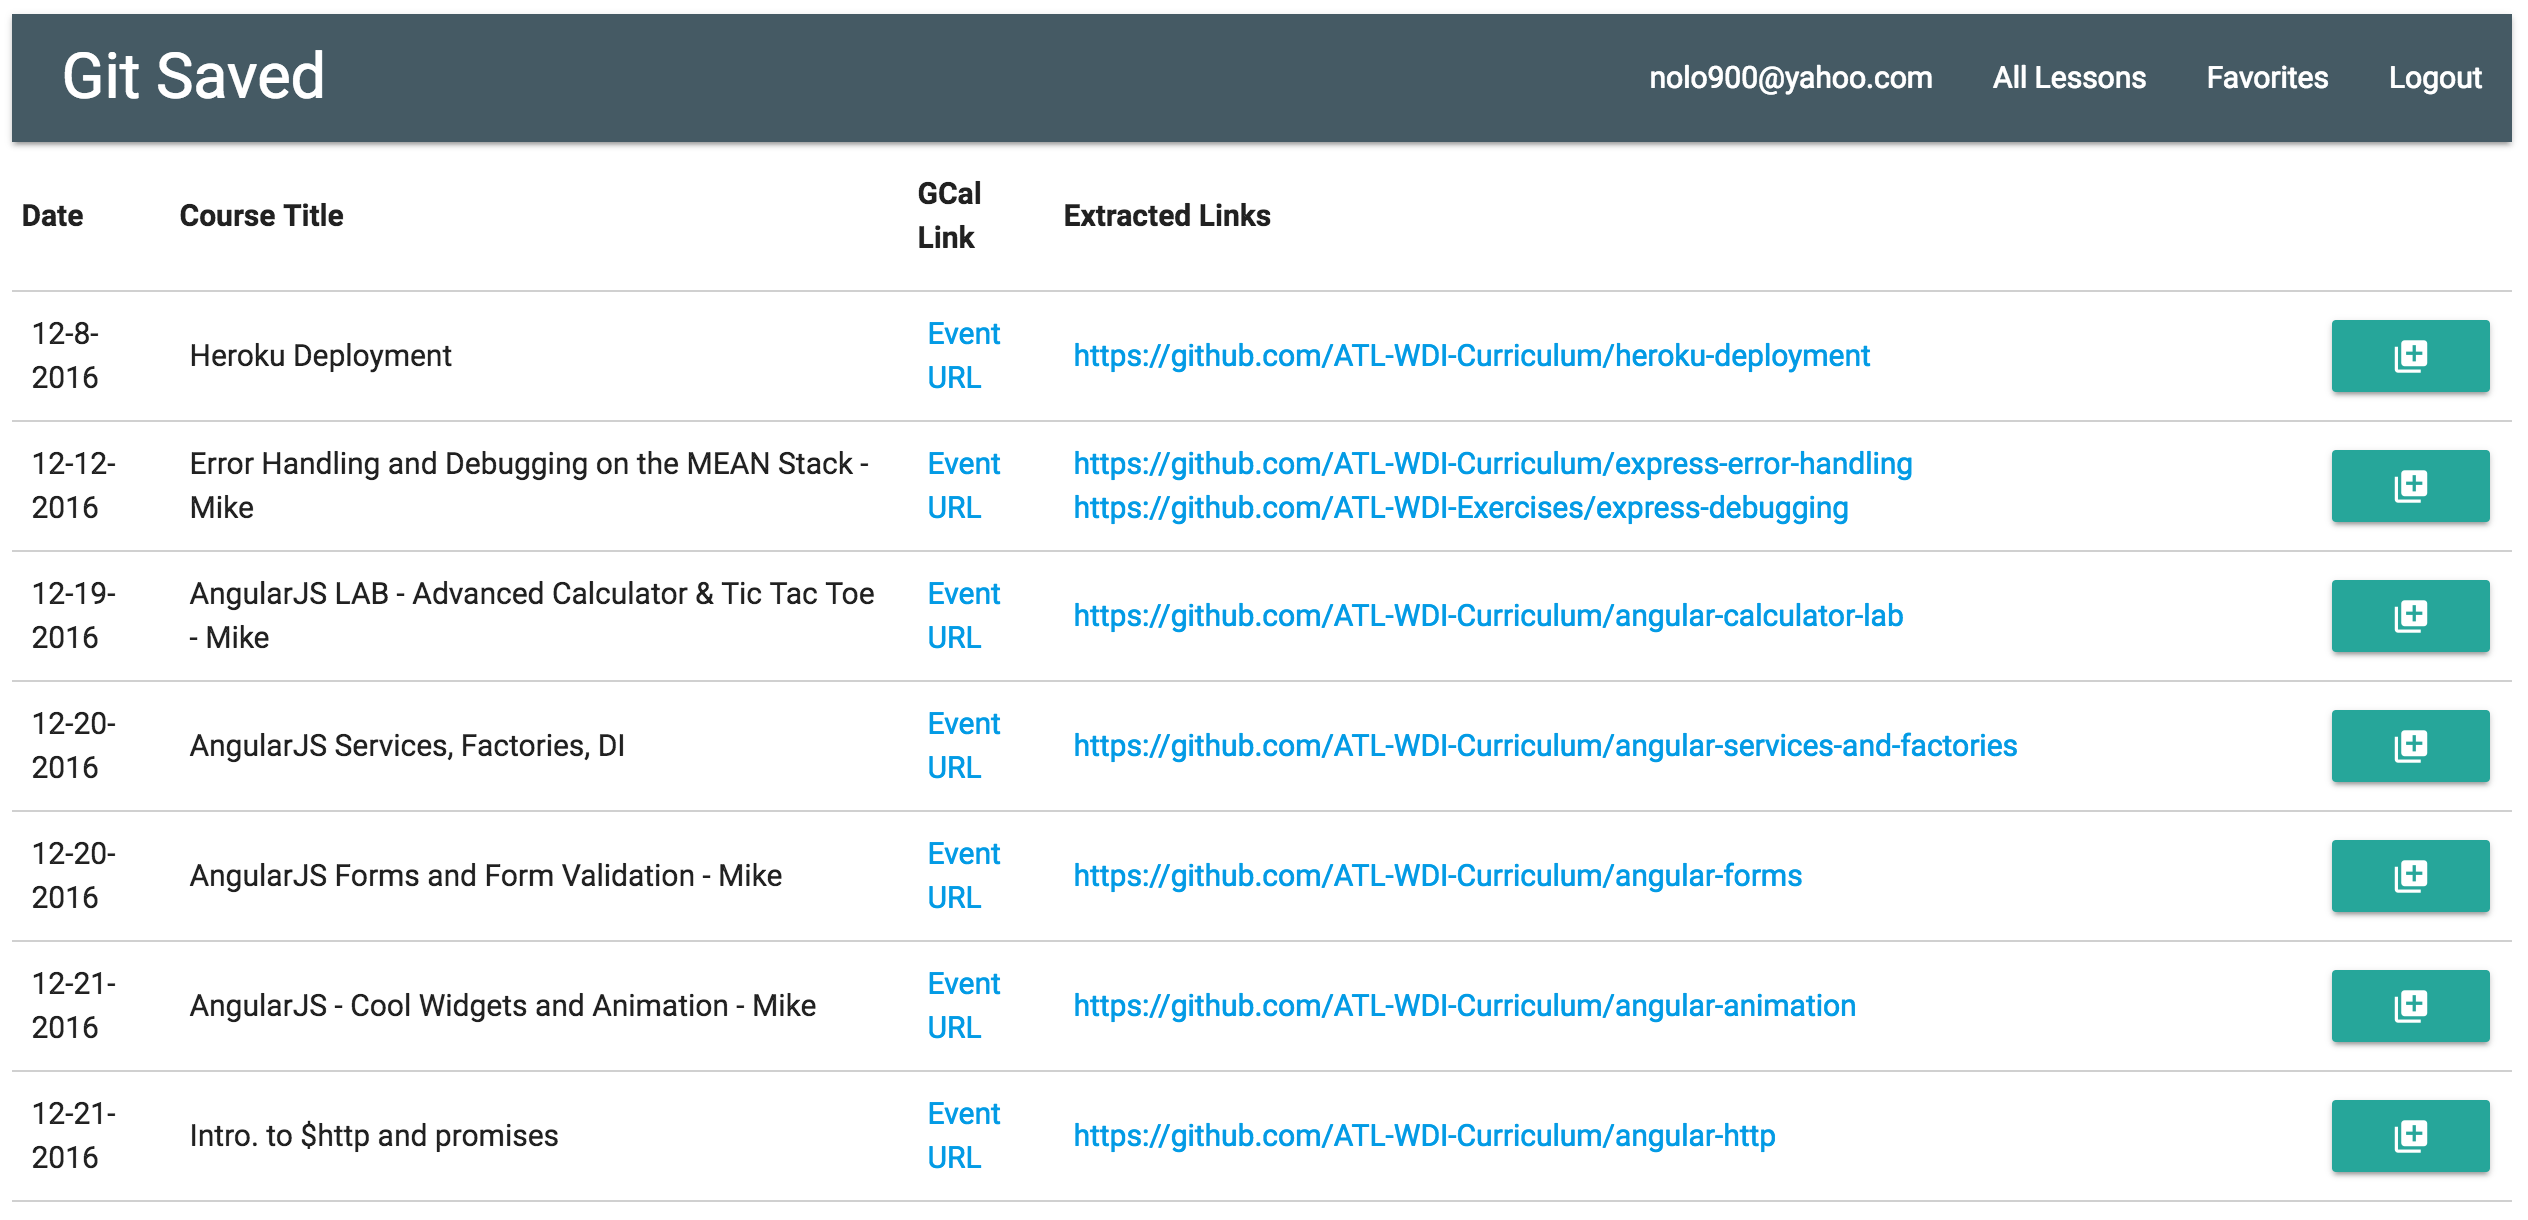 Git Saved
nolo900@yahoo.com All Lessons Favorites Logout
Date Course Title GCal Link Extracted Links
12-8-
2016
Heroku Deployment
Event
URL
https://github.com/ATL-WDI-Curriculum/heroku-deployment
12-12-
2016
Error Handling and Debugging on the MEAN Stack -
Mike
Event
URL
https://github.com/ATL-WDI-Curriculum/express-error-handling
https://github.com/ATL-WDI-Exercises/express-debugging
12-19-
2016
AngularJS LAB - Advanced Calculator & Tic Tac Toe
- Mike
Event
URL
https://github.com/ATL-WDI-Curriculum/angular-calculator-lab
12-20-
2016
AngularJS Services, Factories, DI
Event
URL
https://github.com/ATL-WDI-Curriculum/angular-services-and-factories
12-20-
2016
AngularJS Forms and Form Validation - Mike
Event
URL
https://github.com/ATL-WDI-Curriculum/angular-forms
12-21-
2016
AngularJS - Cool Widgets and Animation - Mike
Event
URL
https://github.com/ATL-WDI-Curriculum/angular-animation
12-21-
2016
Intro. to $http and promises
Event
URL
https://github.com/ATL-WDI-Curriculum/angular-http